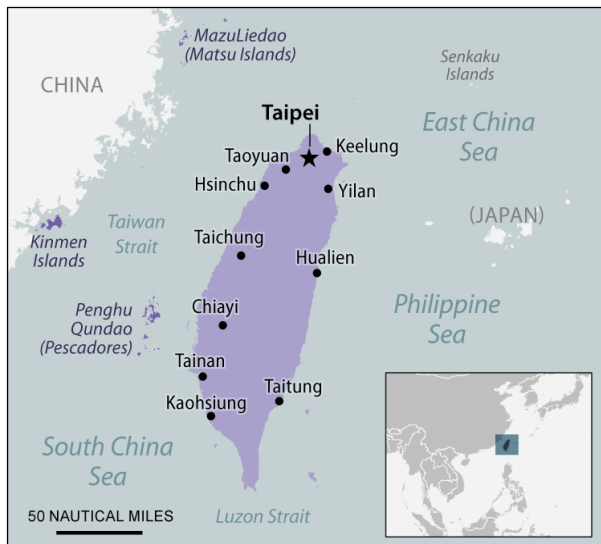 MazuLiedao
(Matsu Islands)
CHINA
Senkaku
Islands
Taipei
East China
Sea
Keelung
Taoyuan
Hsinchu
Yilan
Taiwan
Strait
(JAPAN)
Kinmen
Islands
Taichung
Hualien
Penghu
Qundao
(Pescadores)
Chiayi
Philippine
Sea
Tainan
Taitung
Kaohsiung
South China
Sea
50 NAUTICAL MILES
Luzon Strait